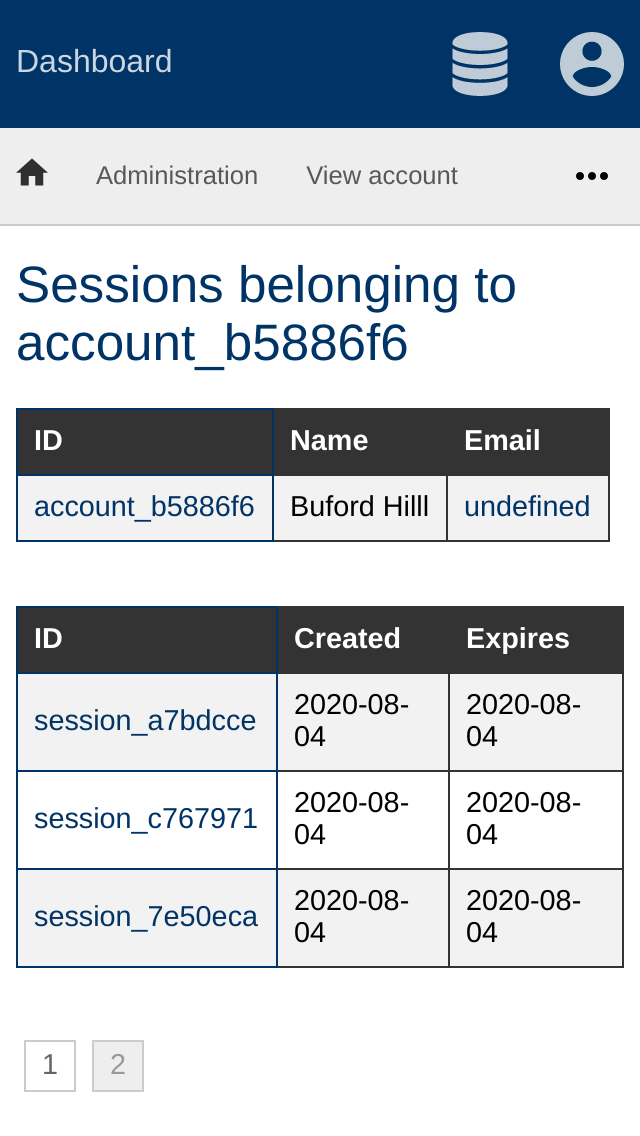 Dashboard
Administration View account
Sessions belonging to
account_b5886f6
ID Name Email
account_b5886f6 Buford Hilll undefined
ID Created Expires
session_a7bdcce 2020-08-04 2020-08-04
session_c767971 2020-08-04 2020-08-04
session_7e50eca 2020-08-04 2020-08-04
1 2